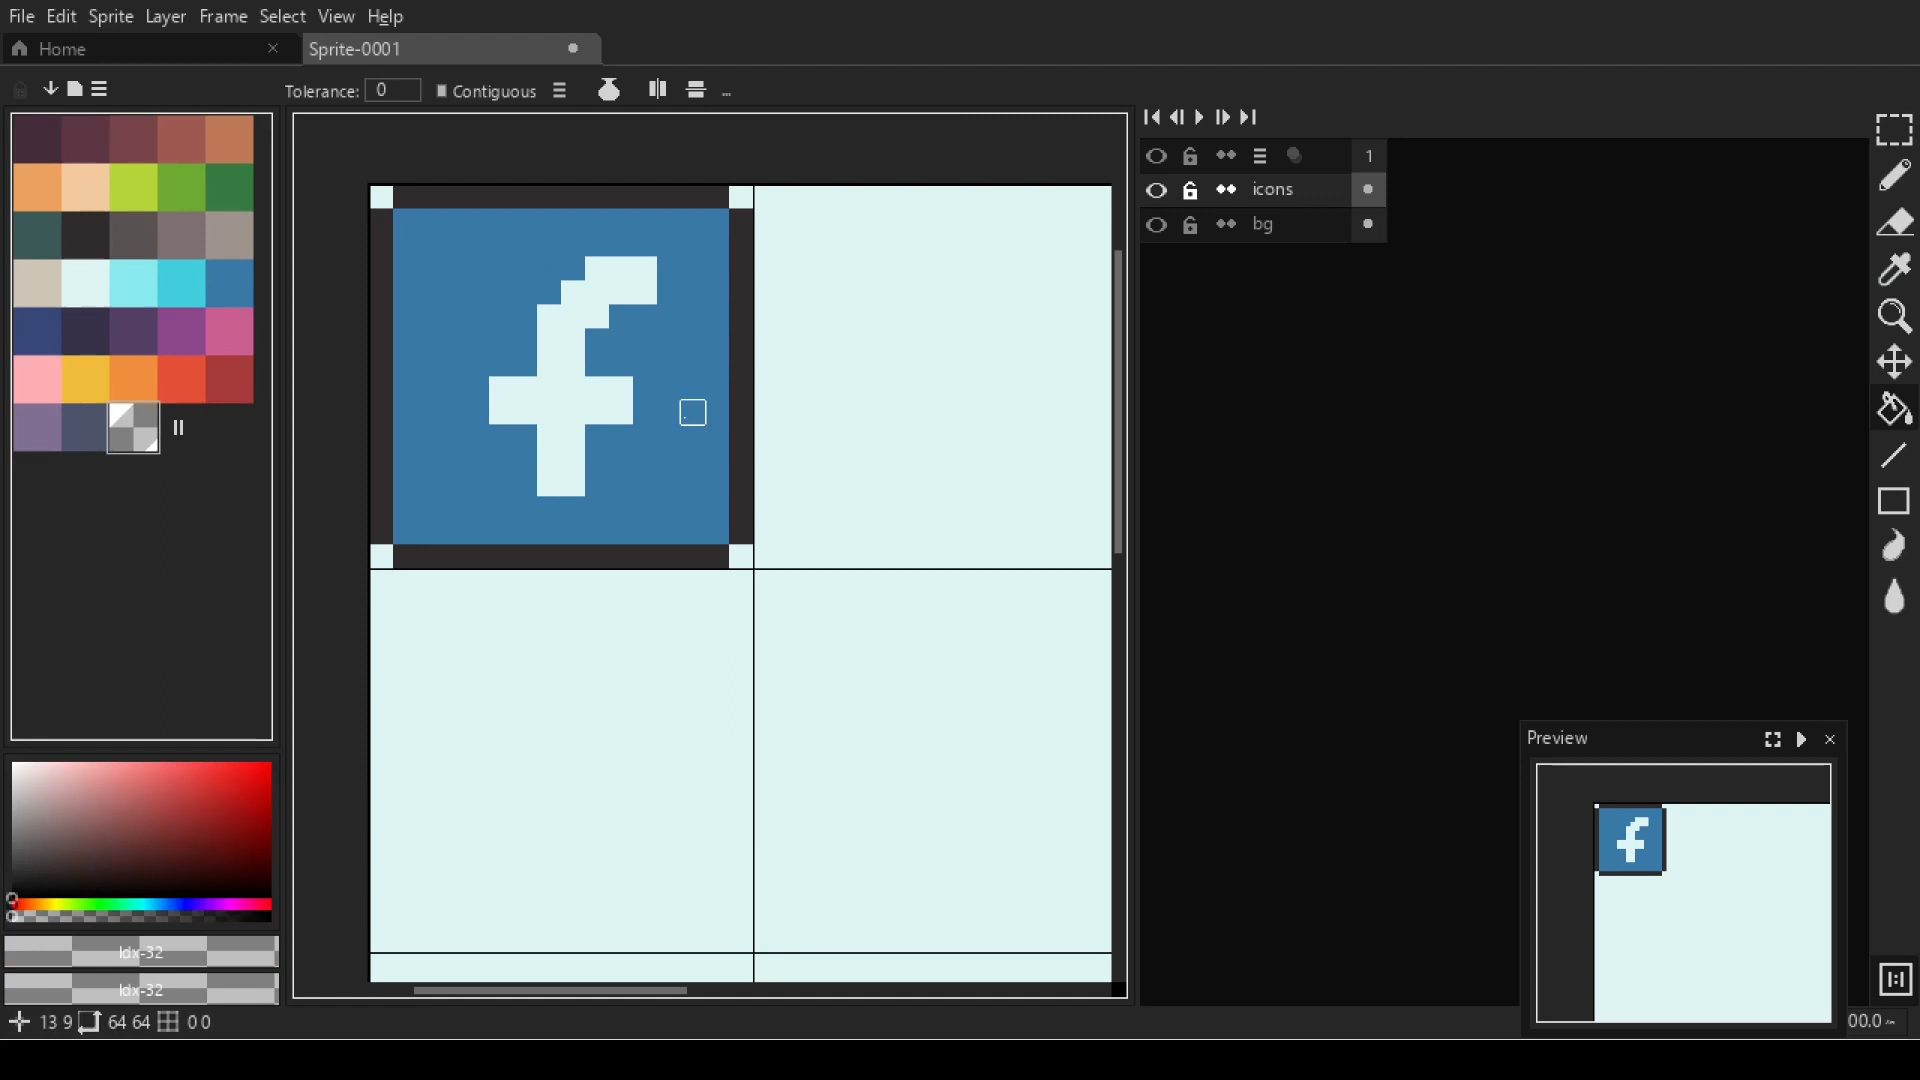 File Edit Sprite Layer Frame Select View Help
Home
Sprite-0001
Tolerance: 0 Contiguous ...
1
icons
bg
f
Preview
f
Idx-32
Idx-32
13 9 64 64 0 0
00.0